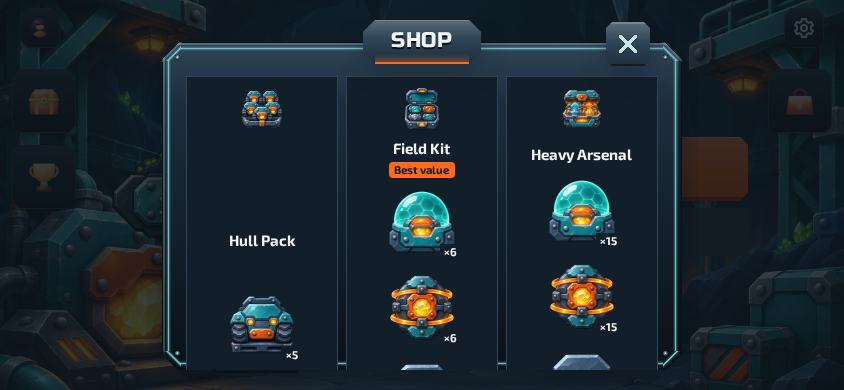 SHOP
Hull Pack
×5
Field Kit
Best value
×6
×6
Heavy Arsenal
×15
×15